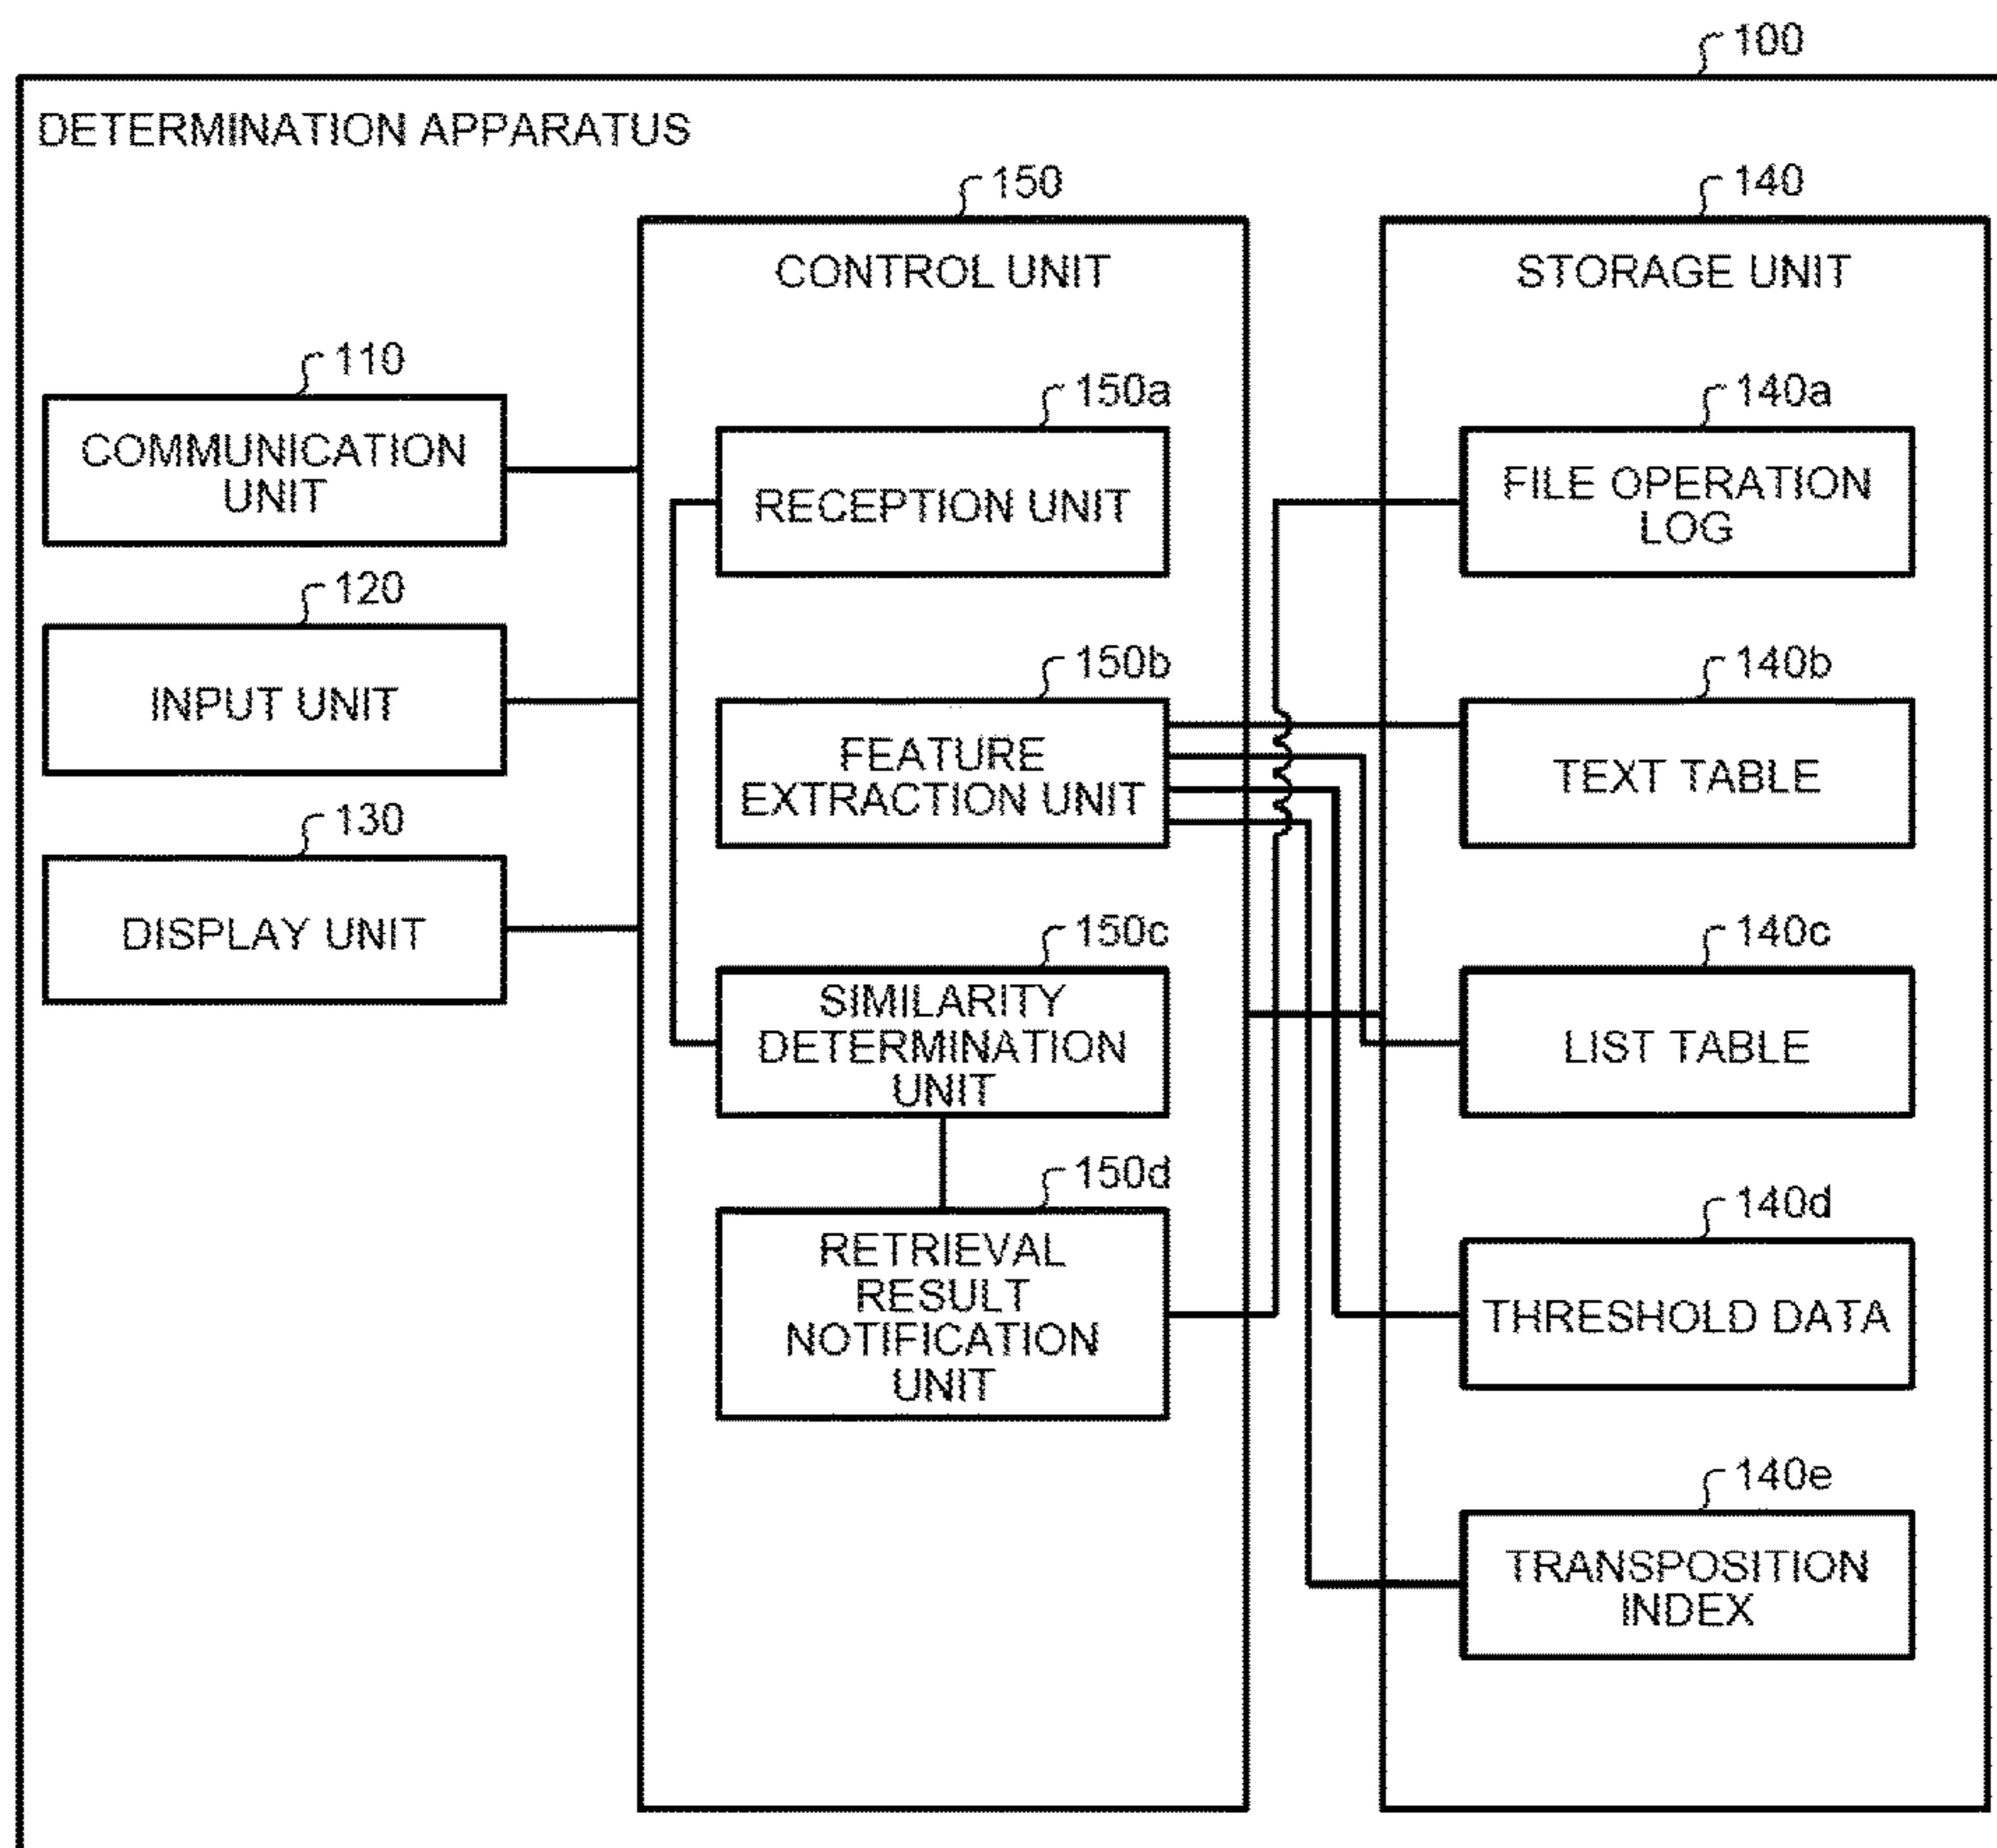 100
DETERMINATION APPARATUS
150
CONTROL UNIT
140
STORAGE UNIT
110
COMMUNICATION
UNIT
120
INPUT UNIT
130
DISPLAY UNIT
150a
RECEPTION UNIT
150b
FEATURE
EXTRACTION UNIT
150c
SIMILARITY
DETERMINATION
UNIT
150d
RETRIEVAL
RESULT
NOTIFICATION
UNIT
140a
FILE OPERATION
LOG
140b
TEXT TABLE
140c
LIST TABLE
140d
THRESHOLD DATA
140e
TRANSPOSITION
INDEX